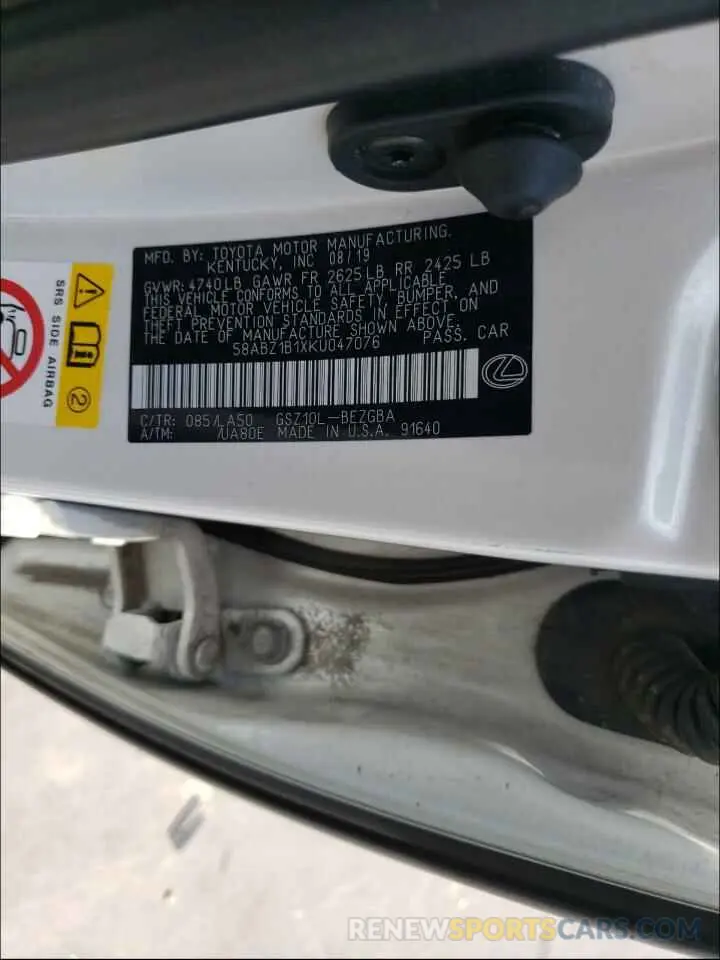 MFD. BY: TOYOTA MOTOR MANUFACTURING.
KENTUCKY, INC 08/19
GVWR: 4740LB GAWR FR 2625LB RR 2425 LB
THIS VEHICLE CONFORMS TO ALL APPLICABLE
FEDERAL MOTOR VEHICLE SAFETY, BUMPER, AND
THEFT PREVENTION STANDARDS IN EFFECT ON
THE DATE OF MANUFACTURE SHOWN ABOVE.
58ABZ1B1XKU047076 PASS. CAR
C/TR: 085/LA50 GSZ10L-BEZGBA
A/TM: /UA80E MADE IN U.S.A. 91640
SRS SIDE AIRBAG
2
RENEWSPORTSCARS.COM